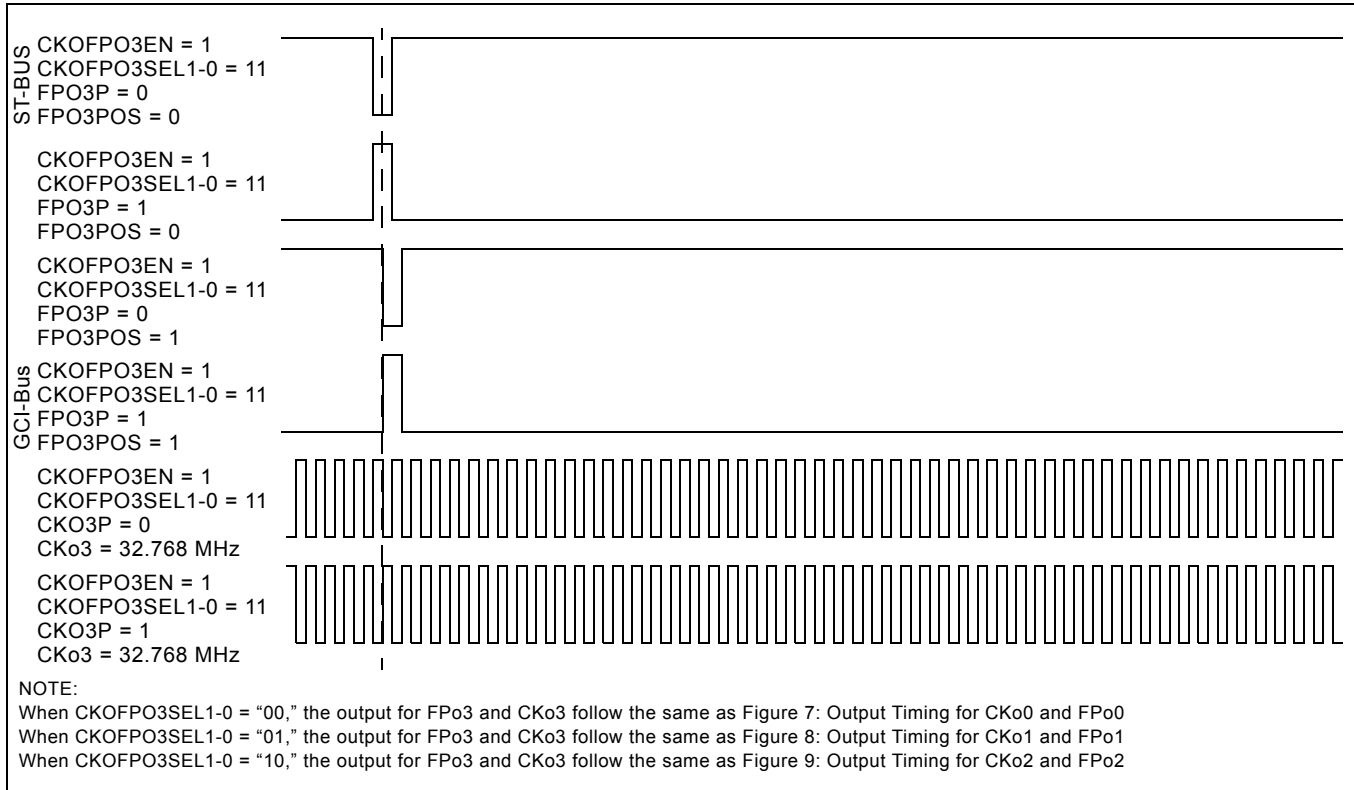 ST-BUS
CKOFPO3EN = 1
CKOFPO3SEL1-0 = 11
FPO3P = 0
FPO3POS = 0
CKOFPO3EN = 1
CKOFPO3SEL1-0 = 11
FPO3P = 1
FPO3POS = 0
CKOFPO3EN = 1
CKOFPO3SEL1-0 = 11
FPO3P = 0
FPO3POS = 1
GCI-Bus
CKOFPO3EN = 1
CKOFPO3SEL1-0 = 11
FPO3P = 1
FPO3POS = 1
CKOFPO3EN = 1
CKOFPO3SEL1-0 = 11
CKO3P = 0
CKo3 = 32.768 MHz
CKOFPO3EN = 1
CKOFPO3SEL1-0 = 11
CKO3P = 1
CKo3 = 32.768 MHz
NOTE:
When CKOFPO3SEL1-0 = “00,” the output for FPo3 and CKo3 follow the same as Figure 7: Output Timing for CKo0 and FPo0
When CKOFPO3SEL1-0 = “01,” the output for FPo3 and CKo3 follow the same as Figure 8: Output Timing for CKo1 and FPo1
When CKOFPO3SEL1-0 = “10,” the output for FPo3 and CKo3 follow the same as Figure 9: Output Timing for CKo2 and FPo2